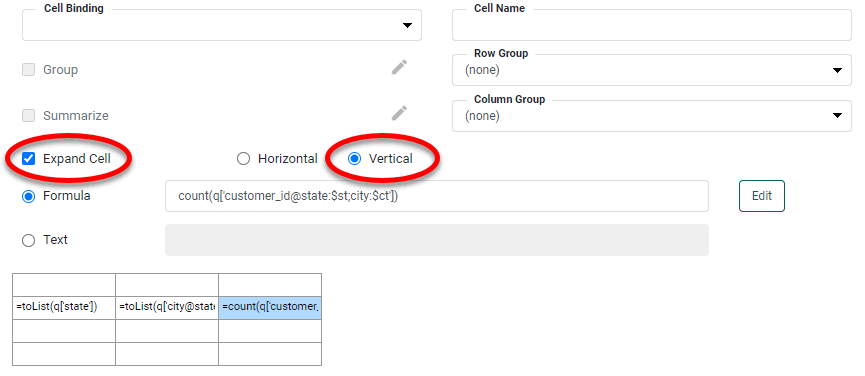 Cell Binding
Cell Name
Group
Row Group
(none)
Summarize
Column Group
(none)
Expand Cell
Horizontal
Vertical
Formula
count(q['customer_id@state:$st;city:$ct'])
Edit
Text
=toList(q['state']) =toList(q['city@state =count(q['customer_